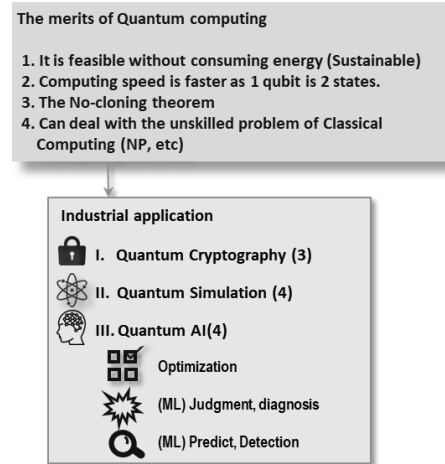 The merits of Quantum computing
1. It is feasible without consuming energy (Sustainable)
2. Computing speed is faster as 1 qubit is 2 states.
3. The No-cloning theorem
4. Can deal with the unskilled problem of Classical
Computing (NP, etc)
Industrial application
I. Quantum Cryptography (3)
II. Quantum Simulation (4)
III. Quantum AI(4)
Optimization
(ML) Judgment, diagnosis
(ML) Predict, Detection